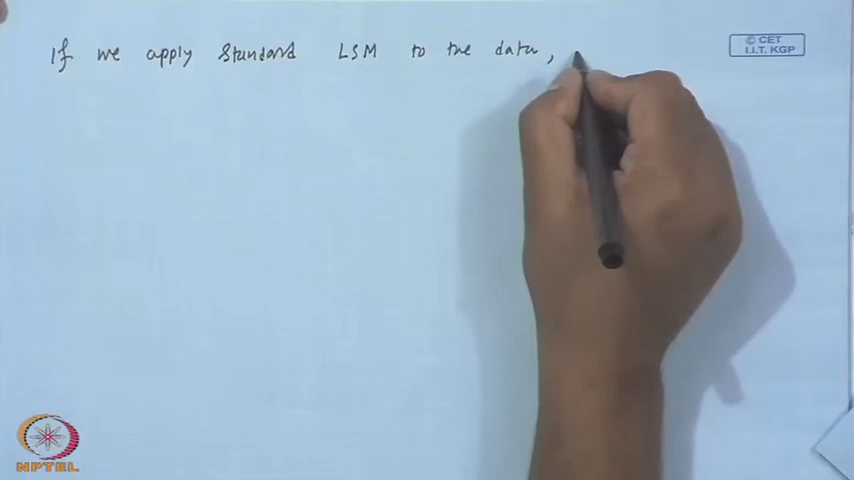 If we apply Standard LSM to the data,
© CET
I.I.T. KGP
NPTEL